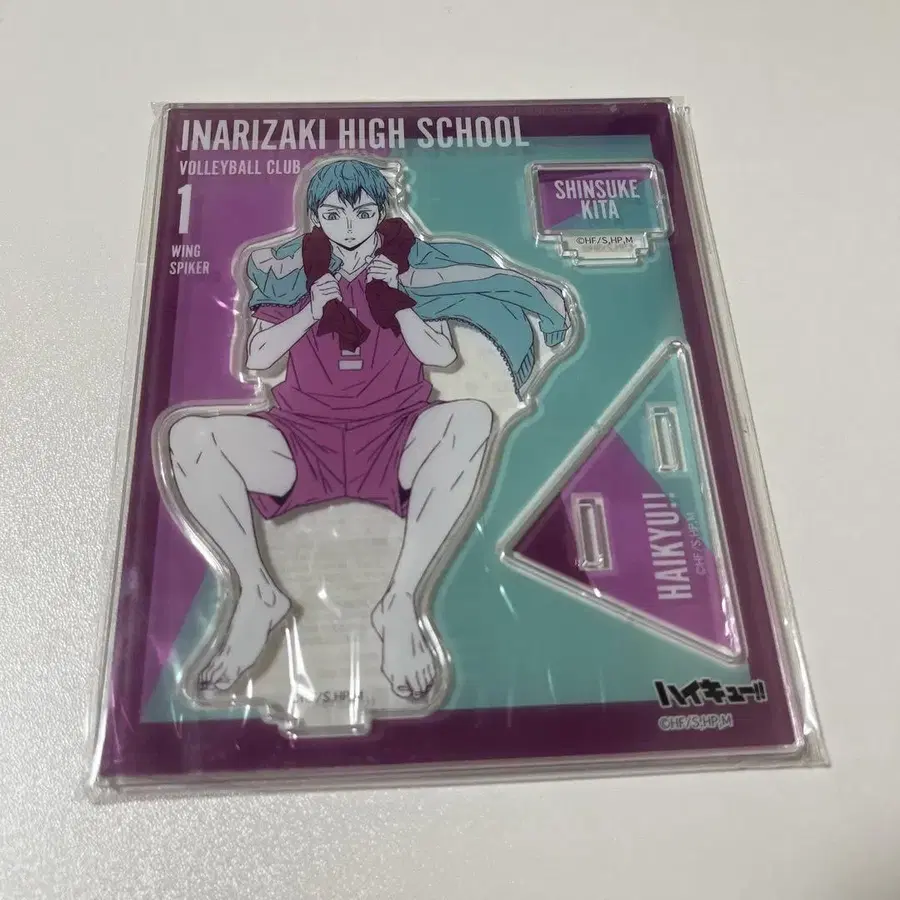 INARIZAKI HIGH SCHOOL
VOLLEYBALL CLUB
1
WING
SPIKER
SHINSUKE
KITA
©HF/S,HP,M
HAIKYU!!
©HF/S,HP,M
/S,HP,M
ハイキュー!!
©HF/S,HP,M